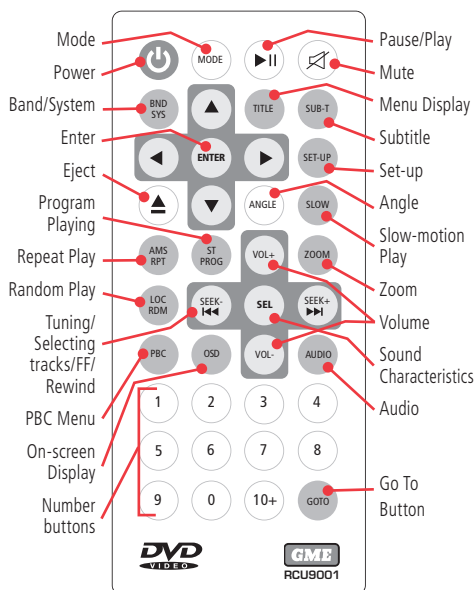 Mode
Power
Band/System
Enter
Eject
Program
Playing
Repeat Play
Random Play
Tuning/
Selecting
tracks/FF/
Rewind
PBC Menu
On-screen
Display
Number
buttons
MODE
BND
SYS
TITLE
SUB-T
ENTER
SET-UP
ANGLE
SLOW
AMS
RPT
ST
PROG
VOL+
ZOOM
LOC
RDM
SEEK-
SEL
SEEK+
PBC
OSD
VOL-
AUDIO
1 2 3 4
5 6 7 8
9 0 10+ GOTO
DVD
VIDEO
GME
RCU9001
Pause/Play
Mute
Menu Display
Subtitle
Set-up
Angle
Slow-motion
Play
Zoom
Volume
Sound
Characteristics
Audio
Go To
Button